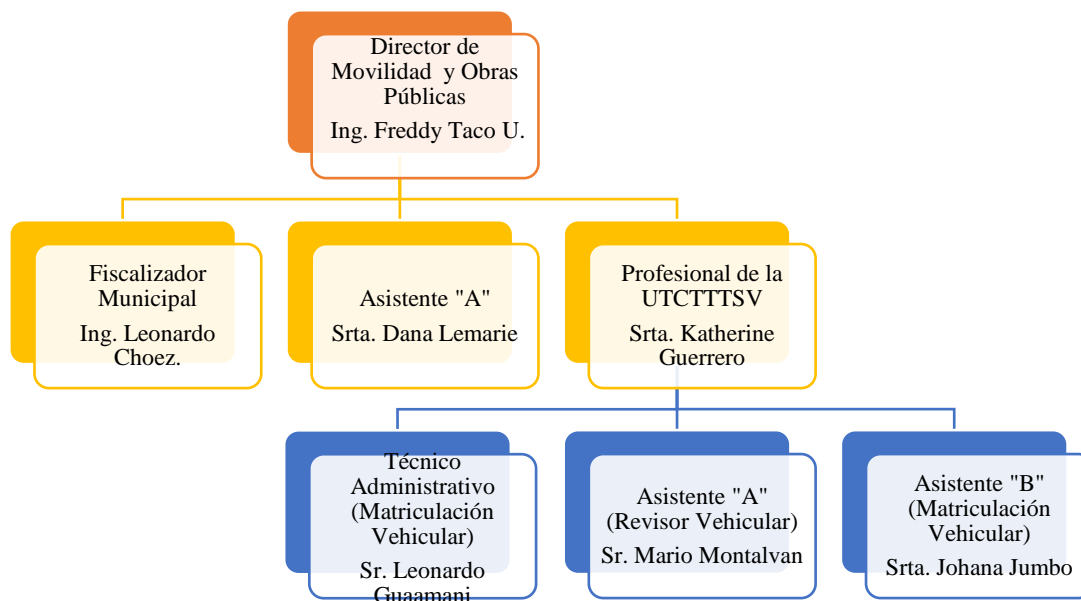 Director de
Movilidad y Obras
Públicas
Ing. Freddy Taco U.
Fiscalizador
Municipal
Ing. Leonardo
Choez.
Asistente "A"
Srta. Dana Lemarie
Profesional de la
UTCTTTSV
Srta. Katherine
Guerrero
Técnico
Administrativo
(Matriculación
Vehicular)
Sr. Leonardo
Guaamani
Asistente "A"
(Revisor Vehicular)
Sr. Mario Montalvan
Asistente "B"
(Matriculación
Vehicular)
Srta. Johana Jumbo